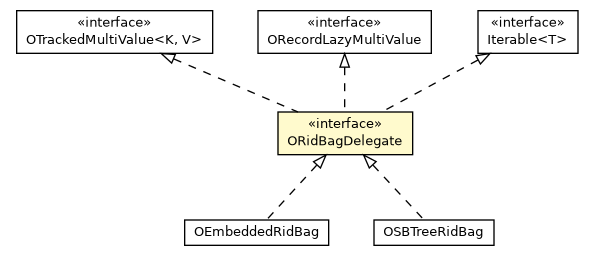 «interface»
OTrackedMultiValue<K, V>
«interface»
ORecordLazyMultiValue
«interface»
Iterable<T>
«interface»
ORidBagDelegate
OEmbeddedRidBag
OSBTreeRidBag